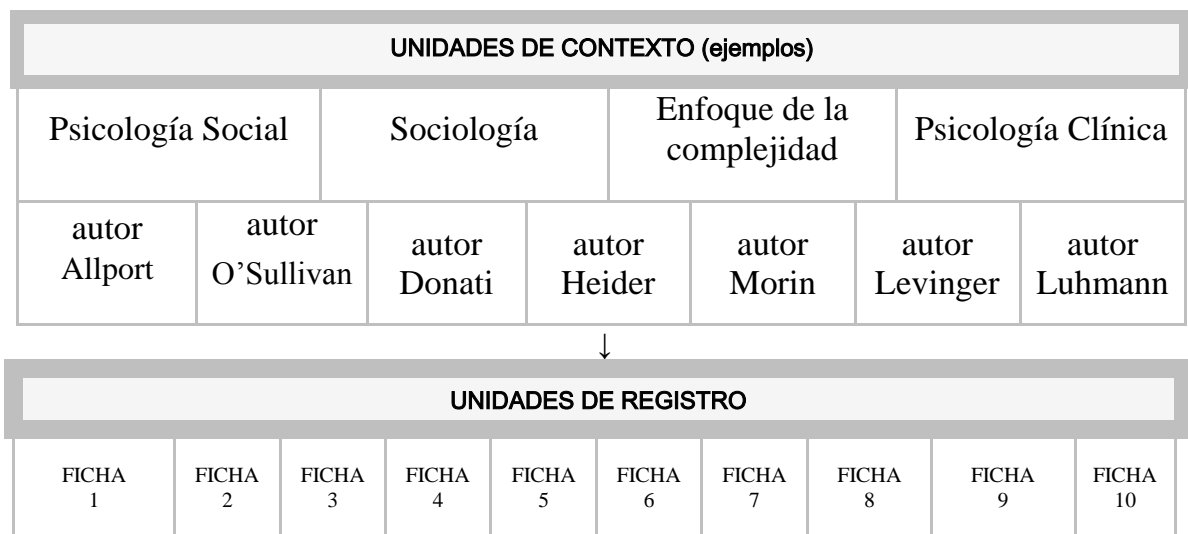 UNIDADES DE CONTEXTO (ejemplos)
Psicología Social
Sociología
Enfoque de la
complejidad
Psicología Clínica
autor
Allport
autor
O’Sullivan
autor
Donati
autor
Heider
autor
Morin
autor
Levinger
autor
Luhmann
↓
UNIDADES DE REGISTRO
FICHA
1
FICHA
2
FICHA
3
FICHA
4
FICHA
5
FICHA
6
FICHA
7
FICHA
8
FICHA
9
FICHA
10